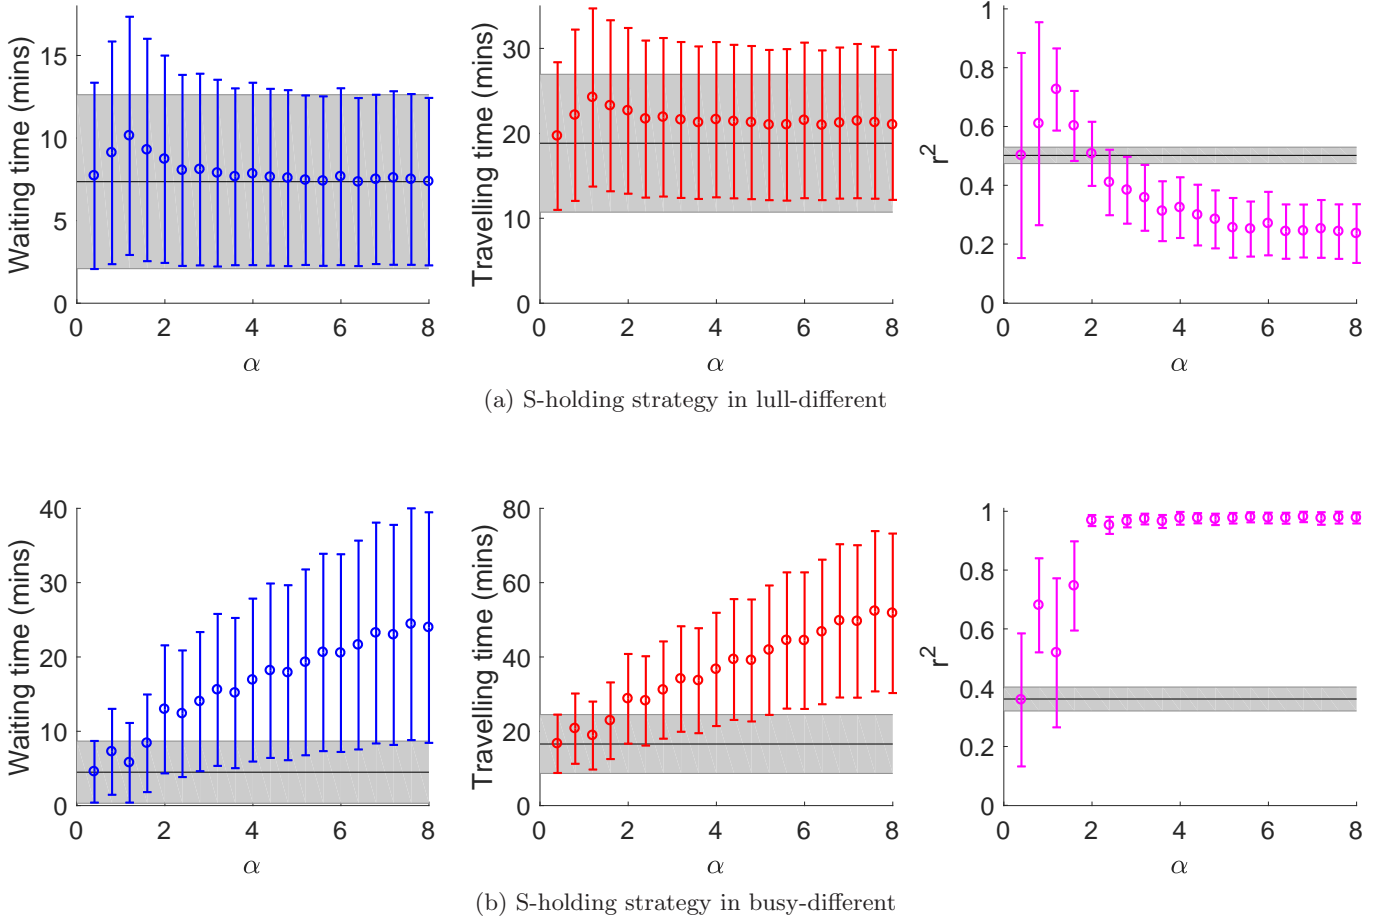 Waiting time (mins)
15
10
5
0
0 2 4 6 8
α
Travelling time (mins)
30
20
10
0
0 2 4 6 8
α
r²
1
0.8
0.6
0.4
0.2
0
0 2 4 6 8
α
(a) S-holding strategy in lull-different
Waiting time (mins)
40
30
20
10
0
0 2 4 6 8
α
Travelling time (mins)
80
60
40
20
0
0 2 4 6 8
α
r²
1
0.8
0.6
0.4
0.2
0
0 2 4 6 8
α
(b) S-holding strategy in busy-different